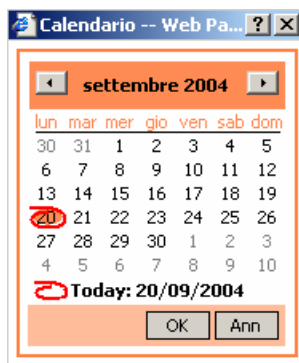 Calendario -- Web Pa... ? X
settembre 2004
lun mar mer gio ven sab dom
30 31 1 2 3 4 5
6 7 8 9 10 11 12
13 14 15 16 17 18 19
20 21 22 23 24 25 26
27 28 29 30 1 2 3
4 5 6 7 8 9 10
Today: 20/09/2004
OK Ann